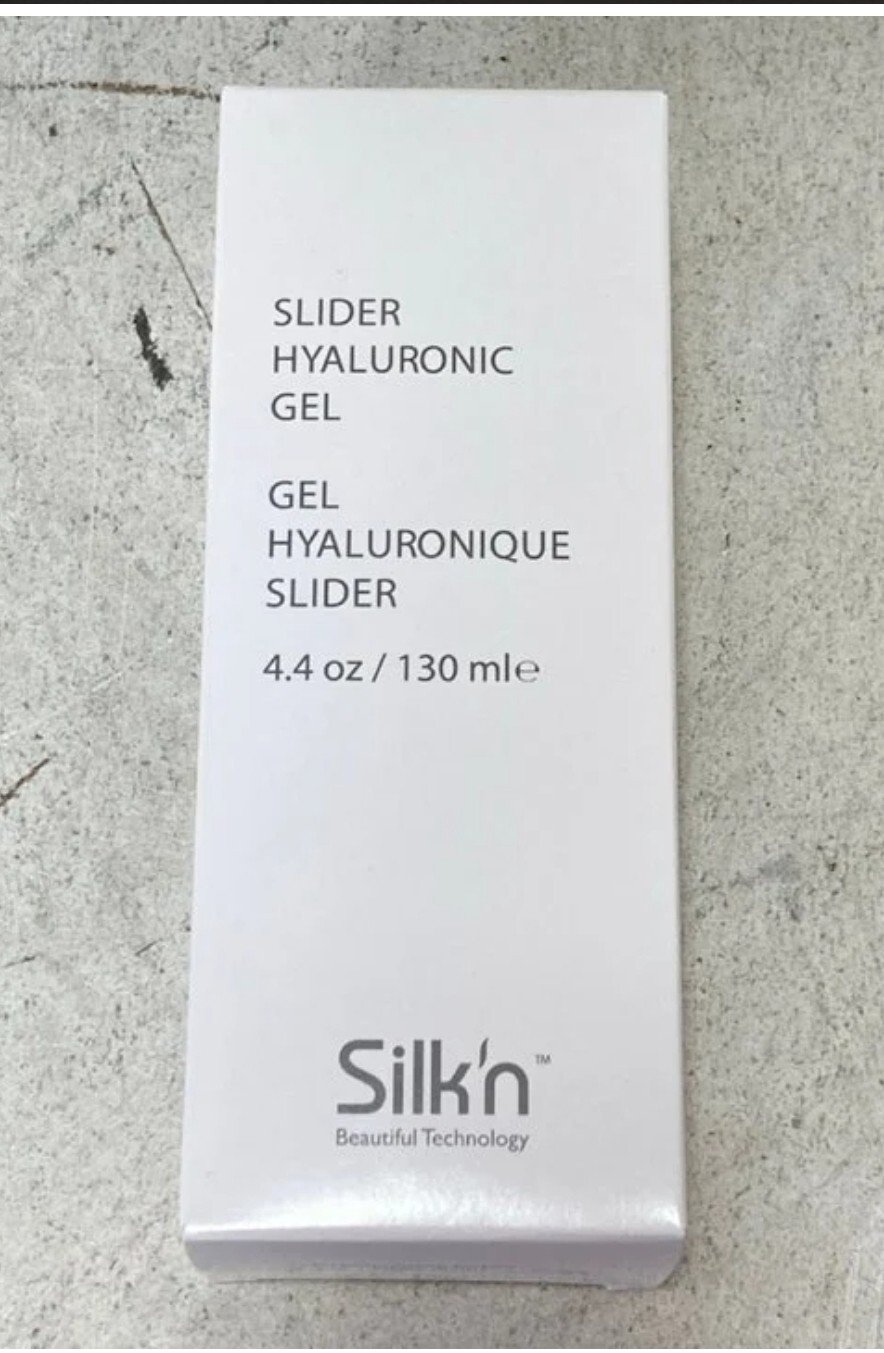 SLIDER
HYALURONIC
GEL
GEL
HYALURONIQUE
SLIDER
4.4 oz / 130 ml℮
Silk'n™
Beautiful Technology